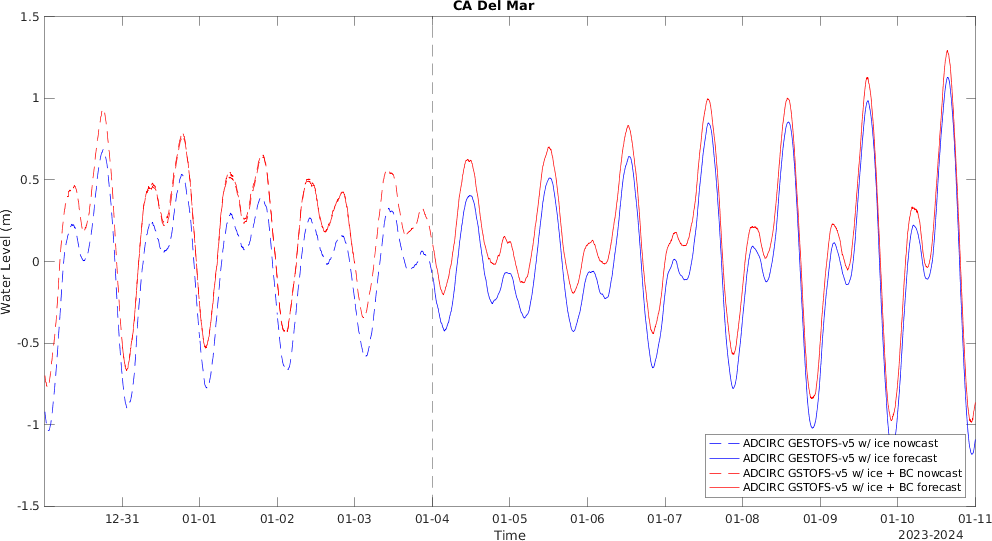 CA Del Mar
1.5
1
0.5
0
-0.5
-1
-1.5
Water Level (m)
12-31 01-01 01-02 01-03 01-04 01-05 01-06 01-07 01-08 01-09 01-10 01-11
Time
2023-2024
ADCIRC GESTOFS-v5 w/ ice nowcast
ADCIRC GESTOFS-v5 w/ ice forecast
ADCIRC GSTOFS-v5 w/ ice + BC nowcast
ADCIRC GSTOFS-v5 w/ ice + BC forecast